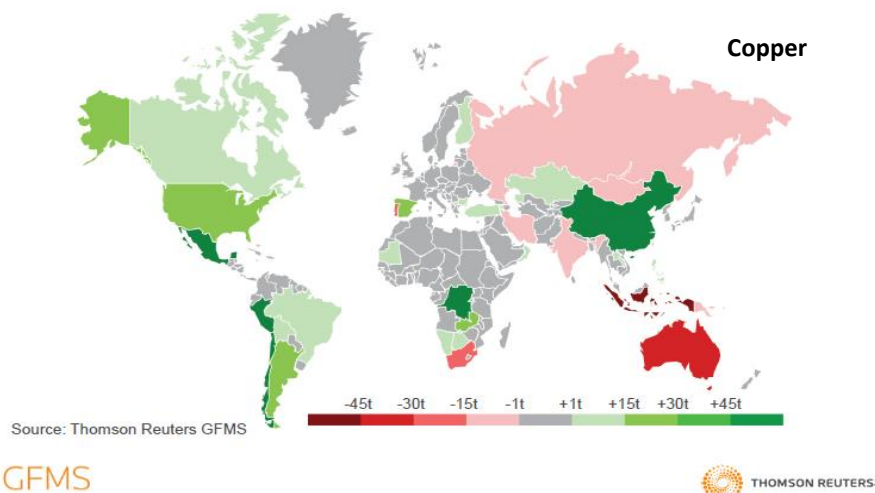 Copper
-45t -30t -15t -1t +1t +15t +30t +45t
Source: Thomson Reuters GFMS
GFMS
THOMSON REUTERS